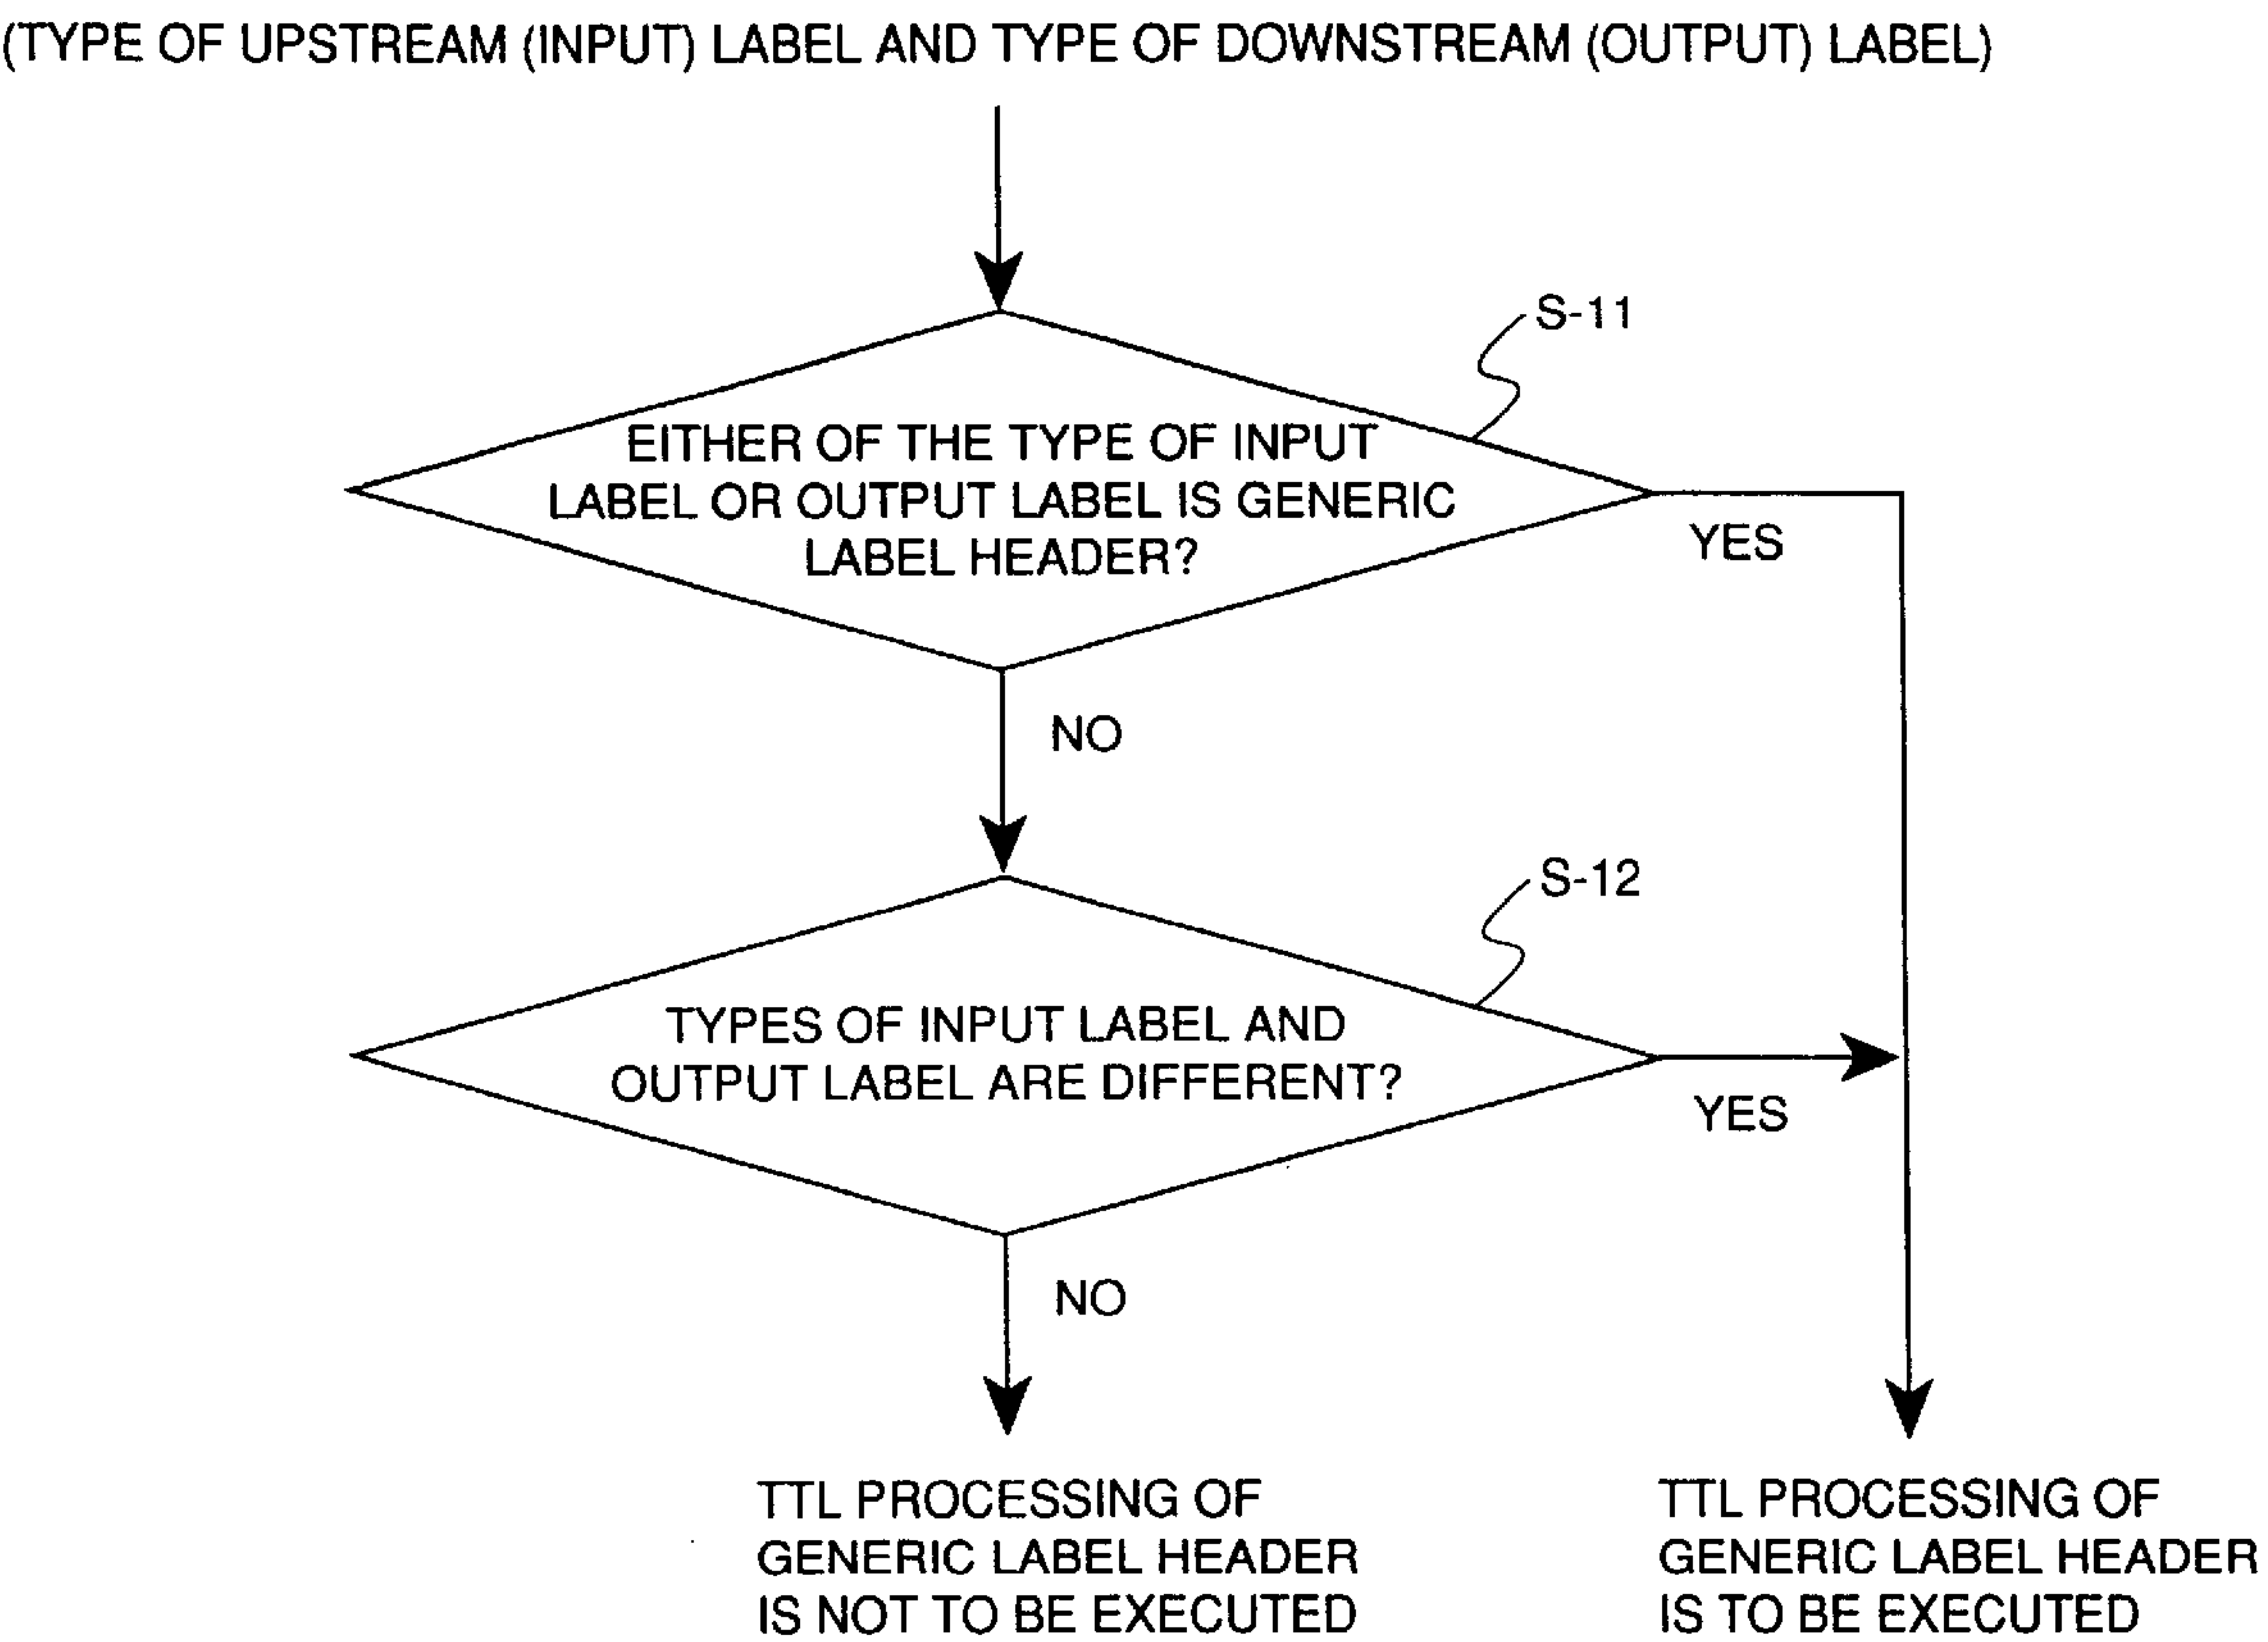 (TYPE OF UPSTREAM (INPUT) LABEL AND TYPE OF DOWNSTREAM (OUTPUT) LABEL)
S-11
EITHER OF THE TYPE OF INPUT
LABEL OR OUTPUT LABEL IS GENERIC
LABEL HEADER?
YES
NO
S-12
TYPES OF INPUT LABEL AND
OUTPUT LABEL ARE DIFFERENT?
YES
NO
TTL PROCESSING OF
GENERIC LABEL HEADER
IS NOT TO BE EXECUTED
TTL PROCESSING OF
GENERIC LABEL HEADER
IS TO BE EXECUTED